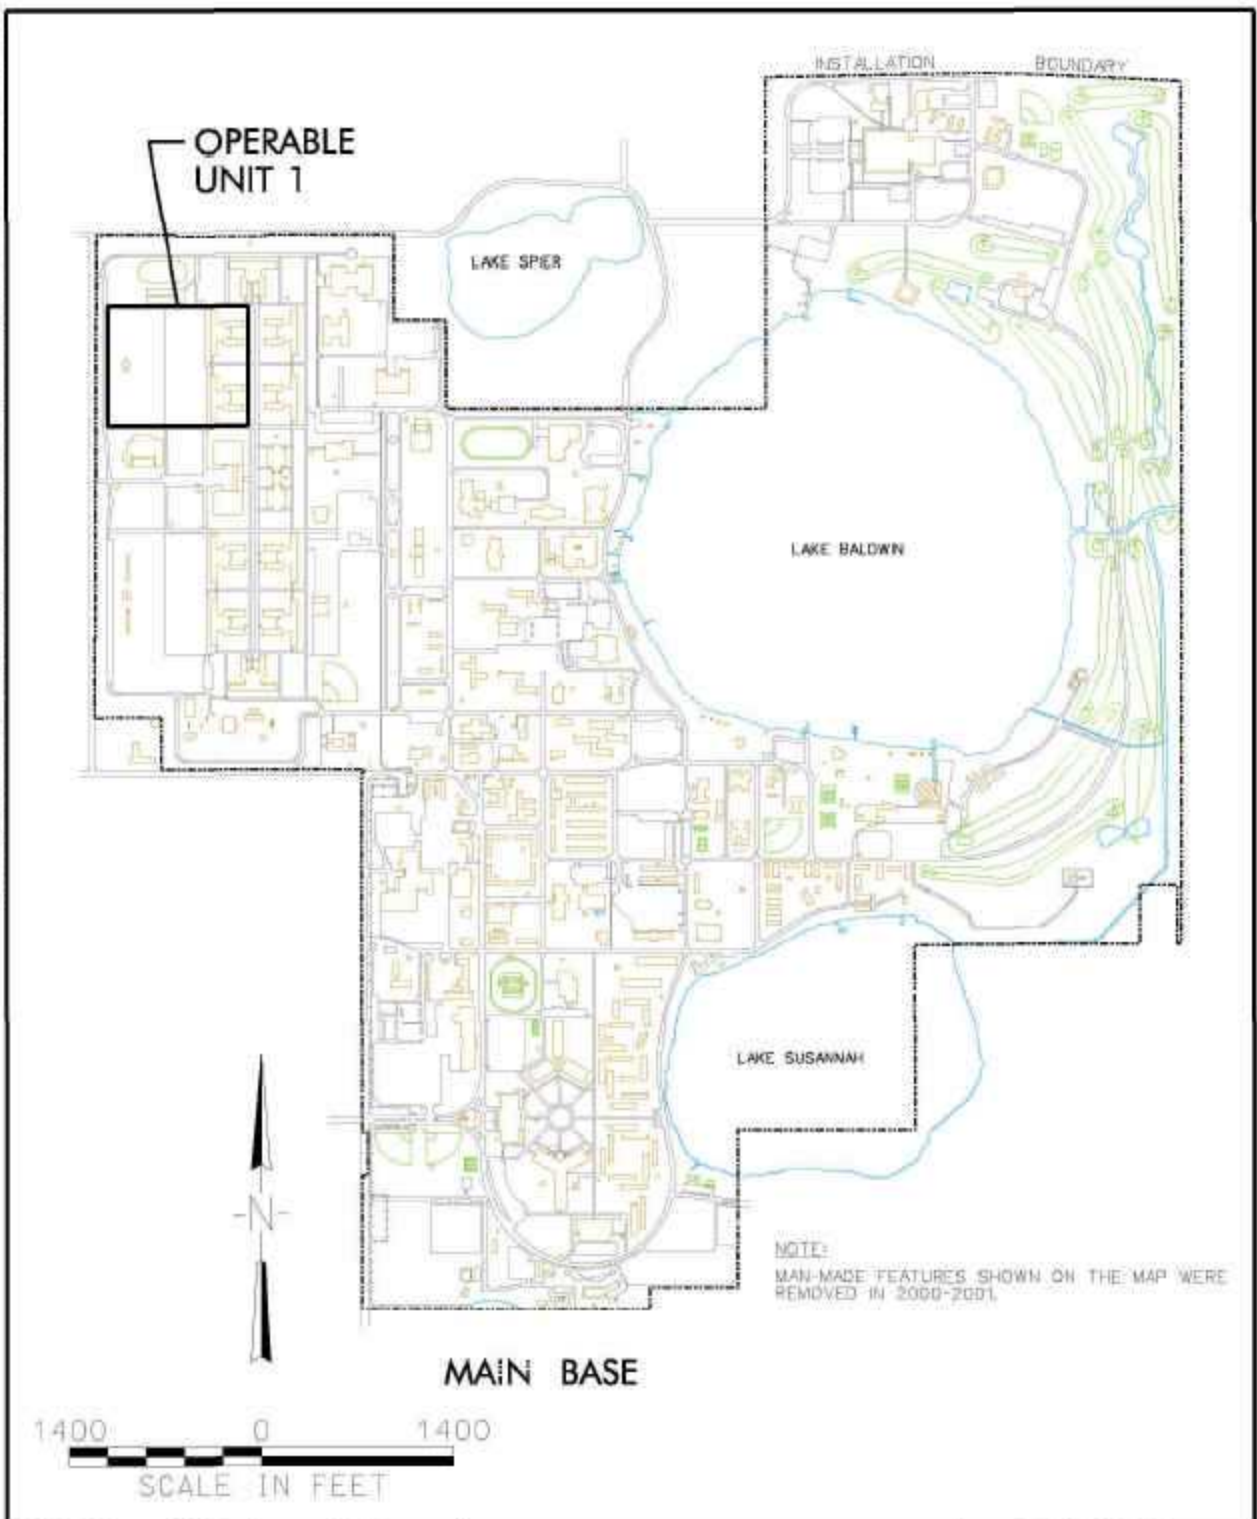 INSTALLATION BOUNDARY
OPERABLE
UNIT 1
LAKE SPIER
LAKE BALDWIN
LAKE SUSANNAH
-N-
NOTE:
MAN-MADE FEATURES SHOWN ON THE MAP WERE
REMOVED IN 2000-2001.
MAIN BASE
1400 0 1400
SCALE IN FEET